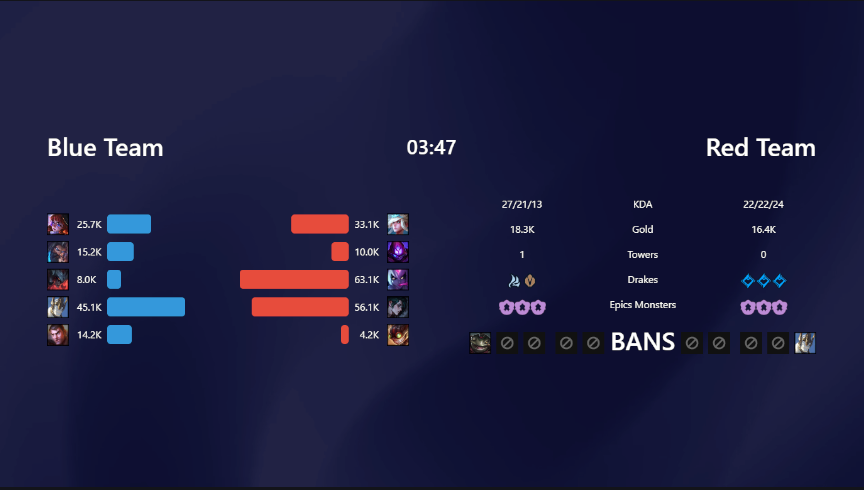 Blue Team 03:47 Red Team
27/21/13 KDA 22/22/24
25.7K 33.1K
18.3K Gold 16.4K
15.2K 10.0K
1 Towers 0
8.0K 63.1K
Drakes
45.1K 56.1K
Epics Monsters
14.2K 4.2K
BANS